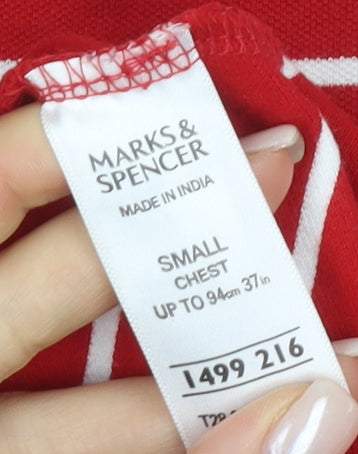 MARKS &
SPENCER
MADE IN INDIA
SMALL
CHEST
UP TO 94cm 37in
1499 216